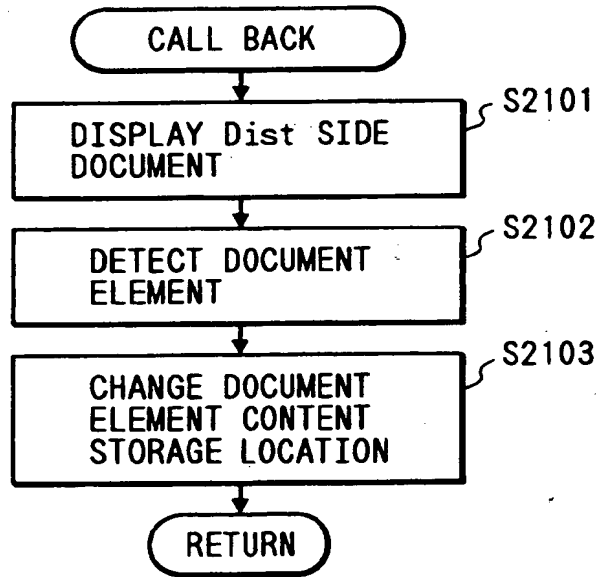 CALL BACK
S2101
DISPLAY Dist SIDE
DOCUMENT
S2102
DETECT DOCUMENT
ELEMENT
S2103
CHANGE DOCUMENT
ELEMENT CONTENT
STORAGE LOCATION
RETURN